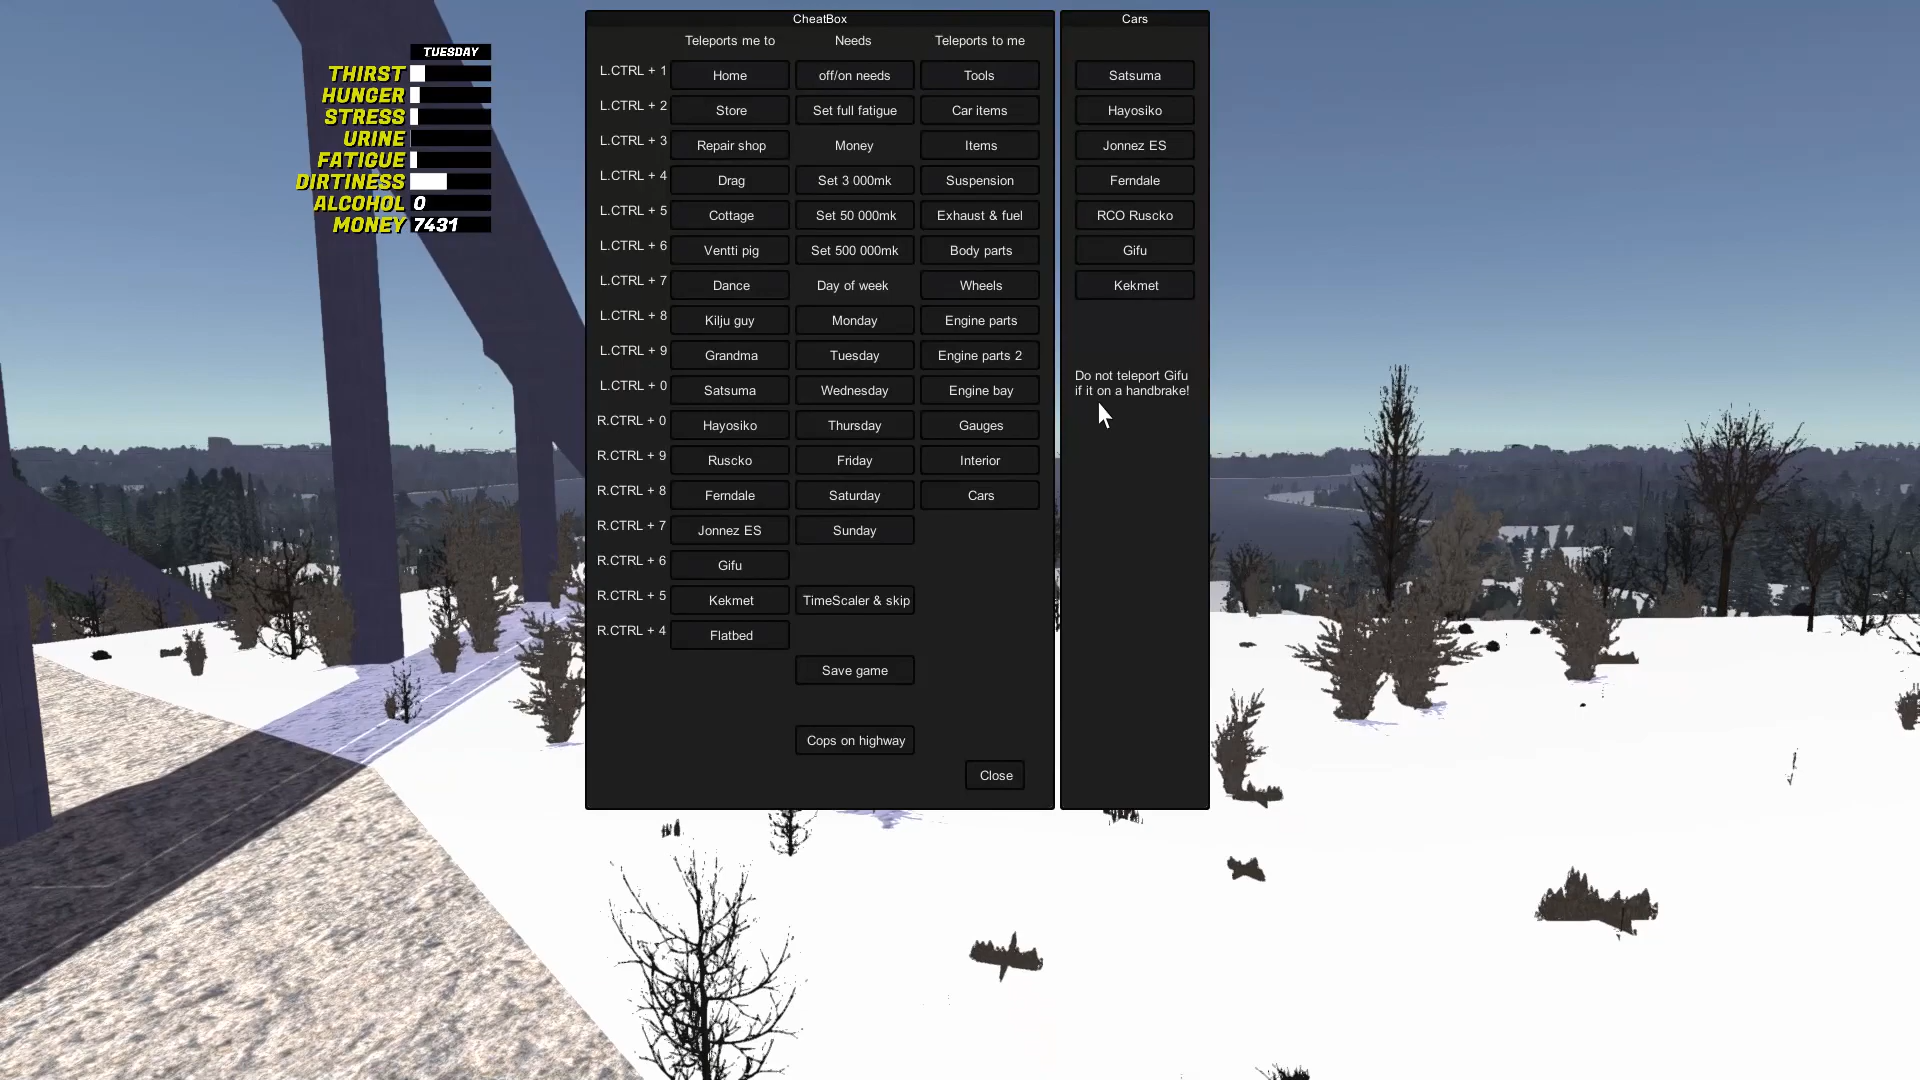 TUESDAY
THIRST
HUNGER
STRESS
URINE
FATIGUE
DIRTINESS
ALCOHOL 0
MONEY 7431
CheatBox
Teleports me to Needs Teleports to me
L.CTRL + 1 Home off/on needs Tools
L.CTRL + 2 Store Set full fatigue Car items
L.CTRL + 3 Repair shop Money Items
L.CTRL + 4 Drag Set 3 000mk Suspension
L.CTRL + 5 Cottage Set 50 000mk Exhaust & fuel
L.CTRL + 6 Ventti pig Set 500 000mk Body parts
L.CTRL + 7 Dance Day of week Wheels
L.CTRL + 8 Kilju guy Monday Engine parts
L.CTRL + 9 Grandma Tuesday Engine parts 2
L.CTRL + 0 Satsuma Wednesday Engine bay
R.CTRL + 0 Hayosiko Thursday Gauges
R.CTRL + 9 Ruscko Friday Interior
R.CTRL + 8 Ferndale Saturday Cars
R.CTRL + 7 Jonnez ES Sunday
R.CTRL + 6 Gifu
R.CTRL + 5 Kekmet TimeScaler & skip
R.CTRL + 4 Flatbed
Save game
Cops on highway
Close
Cars
Satsuma
Hayosiko
Jonnez ES
Ferndale
RCO Ruscko
Gifu
Kekmet
Do not teleport Gifu
if it on a handbrake!